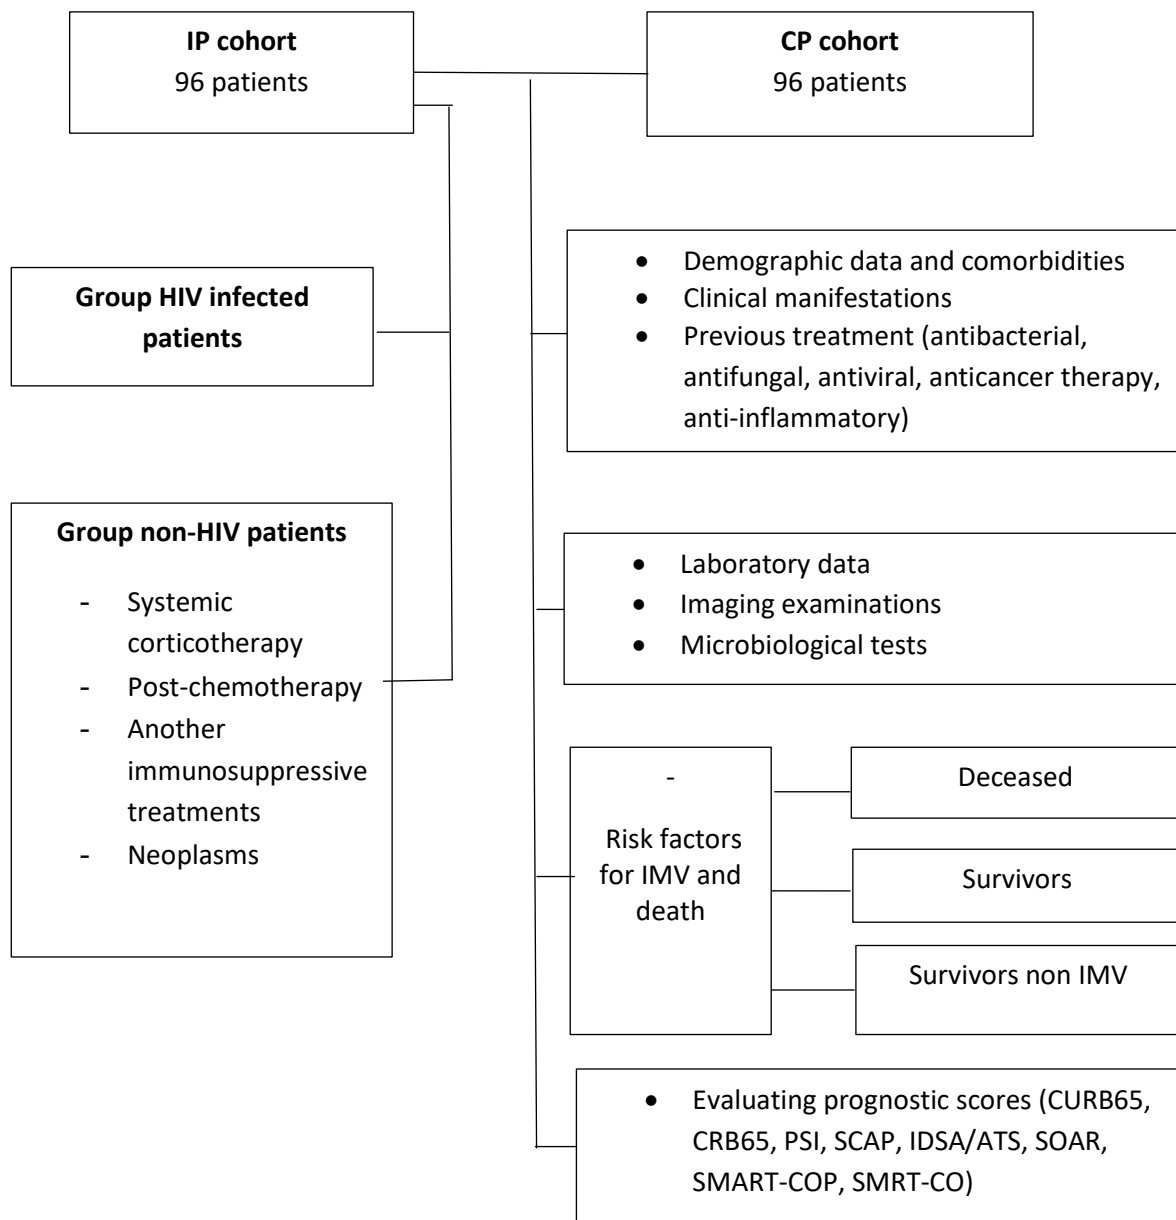 IP cohort
96 patients
CP cohort
96 patients
Group HIV infected
patients
Group non-HIV patients
- Systemic
corticotherapy
- Post-chemotherapy
- Another
immunosuppressive
treatments
- Neoplasms
• Demographic data and comorbidities
• Clinical manifestations
• Previous treatment (antibacterial,
antifungal, antiviral, anticancer therapy,
anti-inflammatory)
• Laboratory data
• Imaging examinations
• Microbiological tests
-
Risk factors
for IMV and
death
Deceased
Survivors
Survivors non IMV
• Evaluating prognostic scores (CURB65,
CRB65, PSI, SCAP, IDSA/ATS, SOAR,
SMART-COP, SMRT-CO)